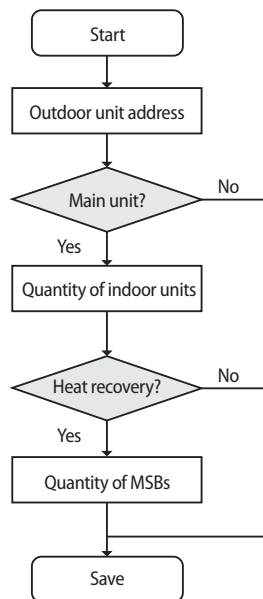 Start
Outdoor unit address
Main unit?
No
Yes
Quantity of indoor units
Heat recovery?
No
Yes
Quantity of MSBs
Save